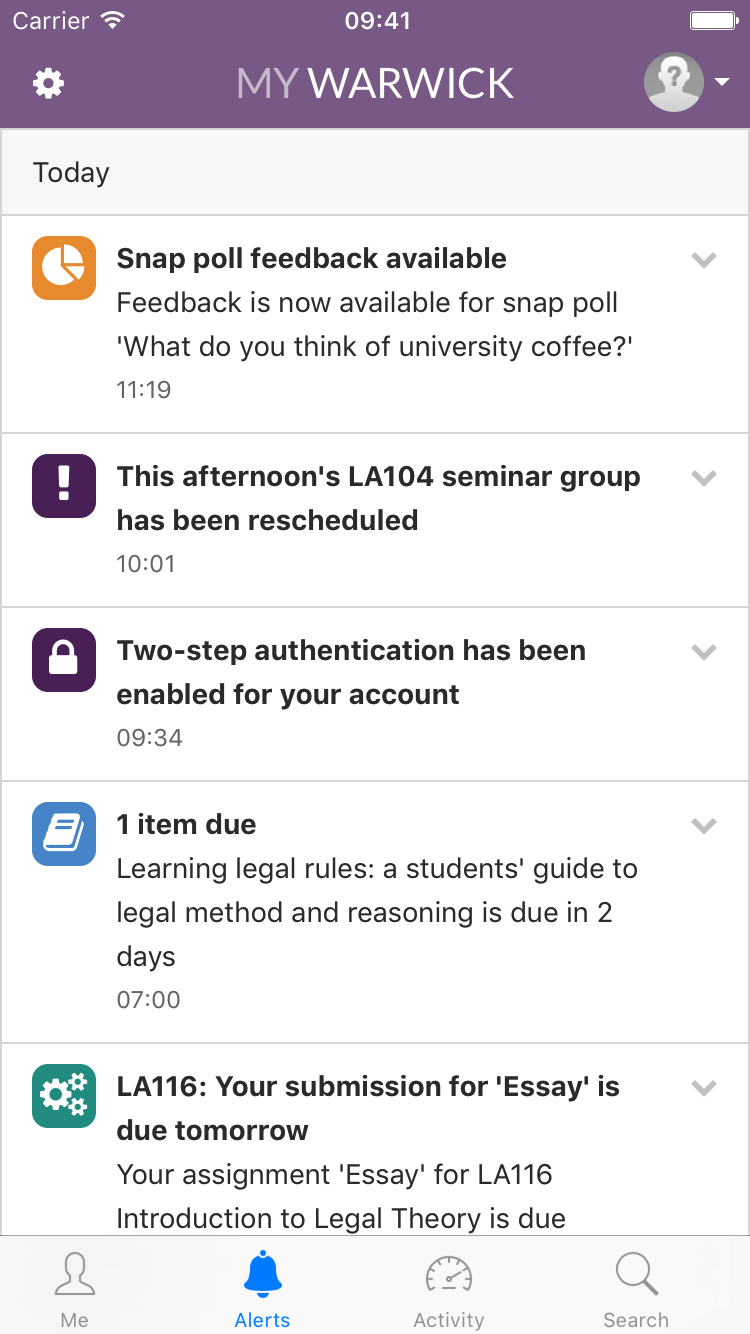 Carrier 09:41
MY WARWICK
Today
Snap poll feedback available
Feedback is now available for snap poll
'What do you think of university coffee?'
11:19
This afternoon's LA104 seminar group
has been rescheduled
10:01
Two-step authentication has been
enabled for your account
09:34
1 item due
Learning legal rules: a students' guide to
legal method and reasoning is due in 2
days
07:00
LA116: Your submission for 'Essay' is
due tomorrow
Your assignment 'Essay' for LA116
Introduction to Legal Theory is due
Me Alerts Activity Search